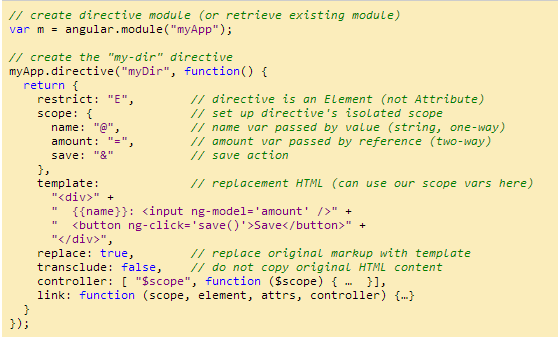 // create directive module (or retrieve existing module)
var m = angular.module("myApp");
// create the "my-dir" directive
myApp.directive("myDir", function() {
  return {
    restrict: "E",        // directive is an Element (not Attribute)
    scope: {              // set up directive's isolated scope
      name: "@",          // name var passed by value (string, one-way)
      amount: "=",        // amount var passed by reference (two-way)
      save: "&"           // save action
    },
    template:             // replacement HTML (can use our scope vars here)
      "<div>" +
      "  {{name}}: <input ng-model='amount' />" +
      "  <button ng-click='save()'>Save</button>" +
      "</div>",
    replace: true,        // replace original markup with template
    transclude: false,    // do not copy original HTML content
    controller: [ "$scope", function ($scope) { …  }],
    link: function (scope, element, attrs, controller) {…}
  }
});